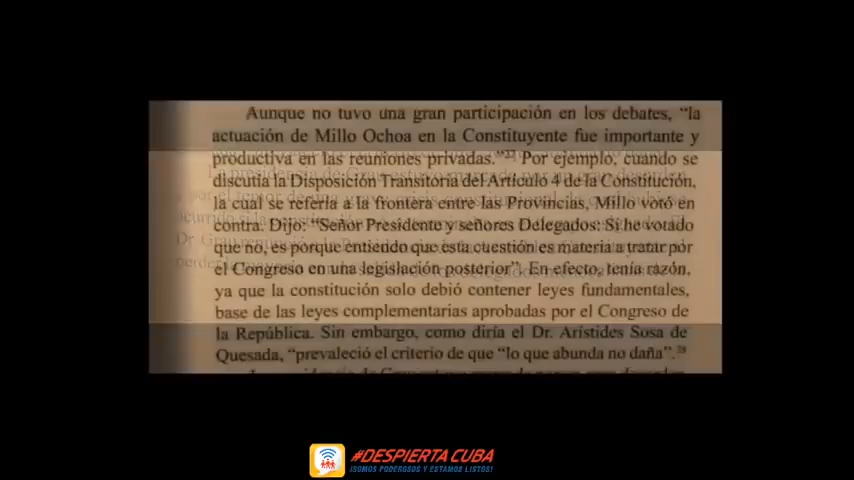 Aunque no tuvo una gran participación en los debates, “la
actuación de Millo Ochoa en la Constituyente fue importante y
productiva en las reuniones privadas.”³⁷ Por ejemplo, cuando se
discutía la Disposición Transitoria del Artículo 4 de la Constitución,
la cual se refería a la frontera entre las Provincias, Millo votó en
contra. Dijo: “Señor Presidente y señores Delegados: Si he votado
que no, es porque entiendo que esta cuestión es materia a tratar por
el Congreso en una legislación posterior”. En efecto, tenía razón,
ya que la constitución solo debió contener leyes fundamentales,
base de las leyes complementarias aprobadas por el Congreso de
la República. Sin embargo, como diría el Dr. Arístides Sosa de
Quesada, “prevaleció el criterio de que “lo que abunda no daña”.³⁸
#DESPIERTA CUBA
¡SOMOS PODEROSOS Y ESTAMOS LISTOS!